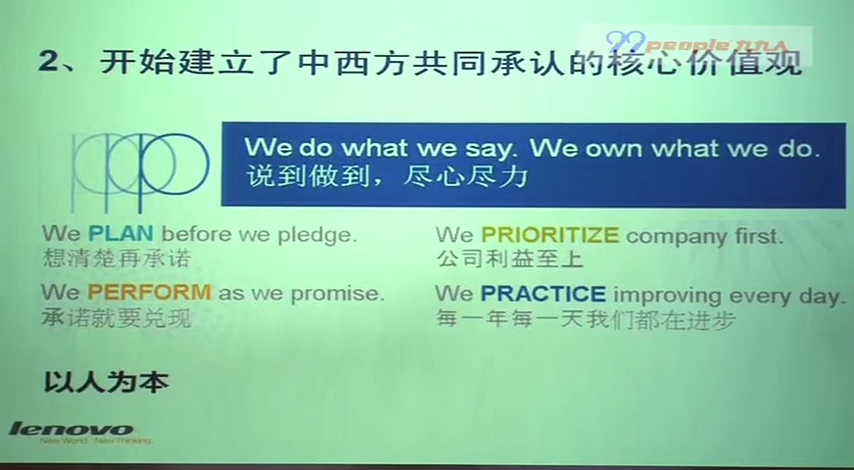 99people 九九人
2、开始建立了中西方共同承认的核心价值观
PPP
We do what we say. We own what we do.
说到做到，尽心尽力
We PLAN before we pledge.
想清楚再承诺
We PERFORM as we promise.
承诺就要兑现
We PRIORITIZE company first.
公司利益至上
We PRACTICE improving every day.
每一年每一天我们都在进步
以人为本
lenovo
New World. New Thinking.